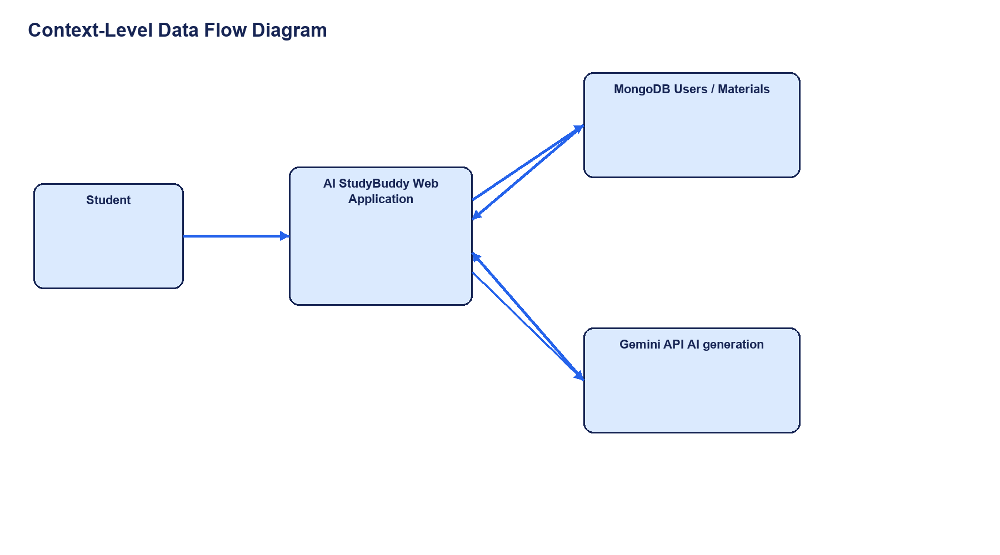 Context-Level Data Flow Diagram
MongoDB Users / Materials
AI StudyBuddy Web
Application
Student
Gemini API AI generation